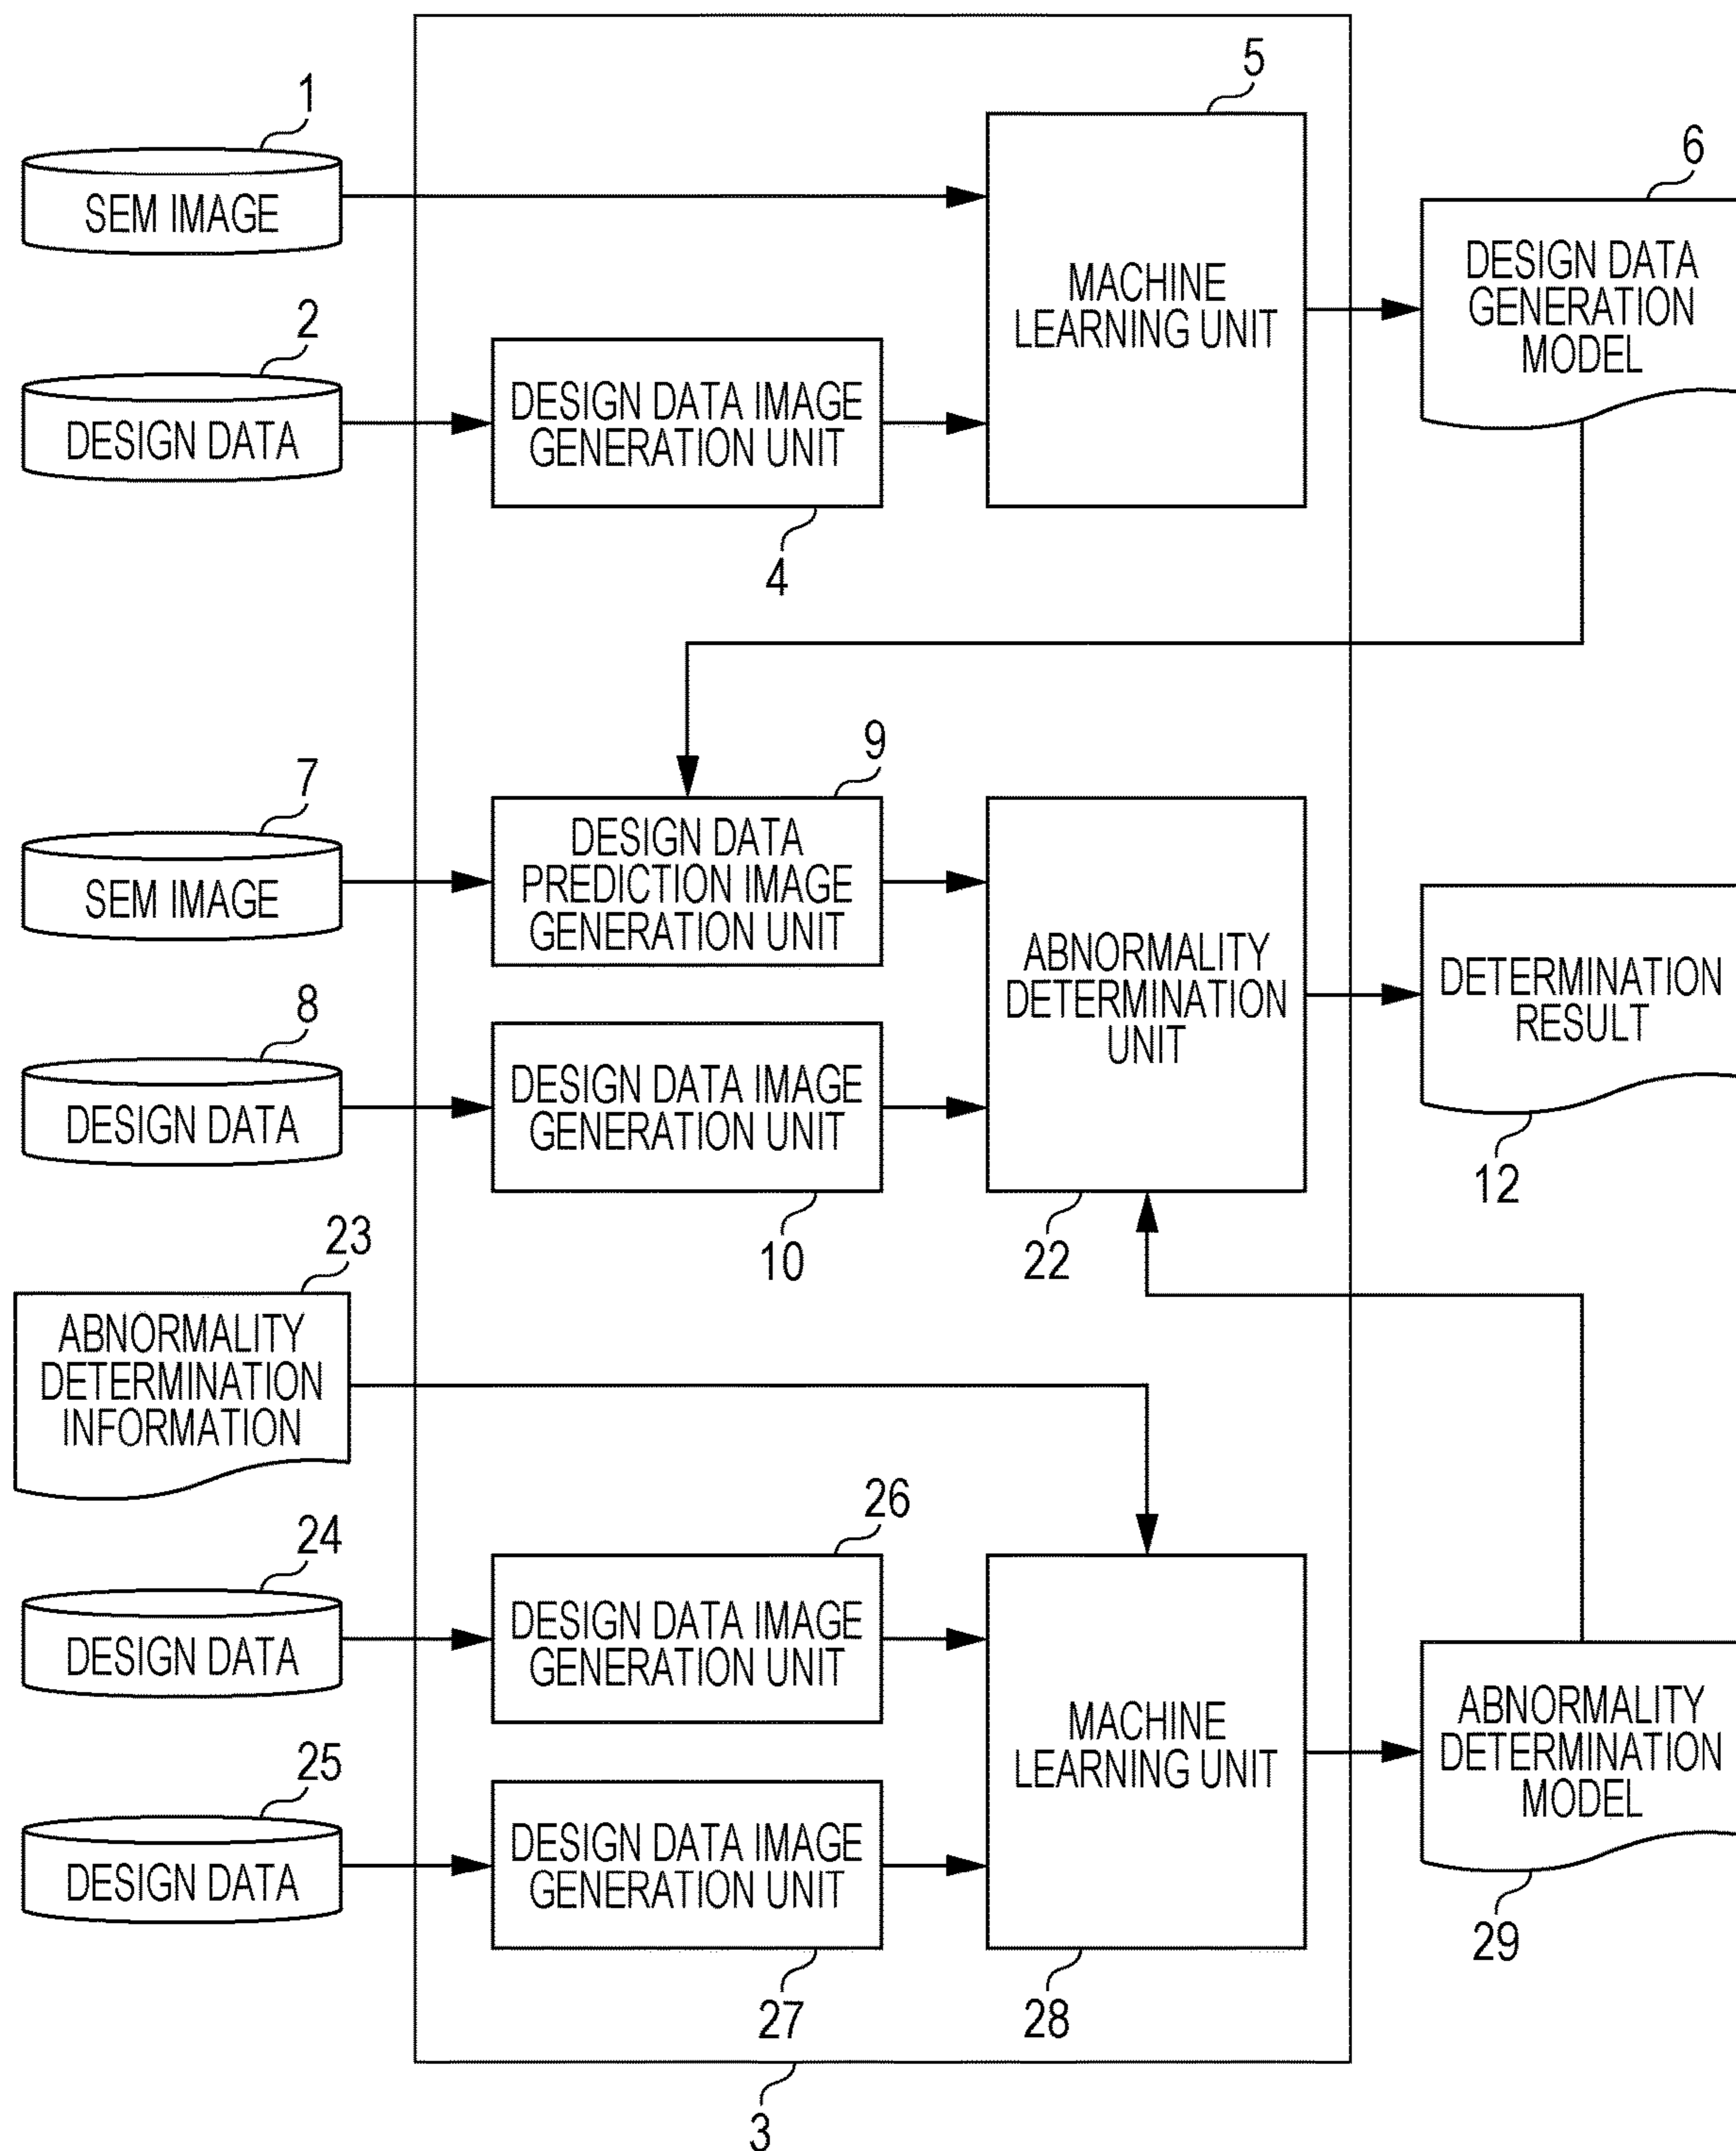 1
SEM IMAGE
2
DESIGN DATA
DESIGN DATA IMAGE
GENERATION UNIT
4
5
MACHINE
LEARNING UNIT
6
DESIGN DATA
GENERATION
MODEL
7
SEM IMAGE
9
DESIGN DATA
PREDICTION IMAGE
GENERATION UNIT
8
DESIGN DATA
DESIGN DATA IMAGE
GENERATION UNIT
10
ABNORMALITY
DETERMINATION
UNIT
22
DETERMINATION
RESULT
12
23
ABNORMALITY
DETERMINATION
INFORMATION
24
DESIGN DATA
26
DESIGN DATA IMAGE
GENERATION UNIT
25
DESIGN DATA
DESIGN DATA IMAGE
GENERATION UNIT
27
MACHINE
LEARNING UNIT
28
ABNORMALITY
DETERMINATION
MODEL
29
3